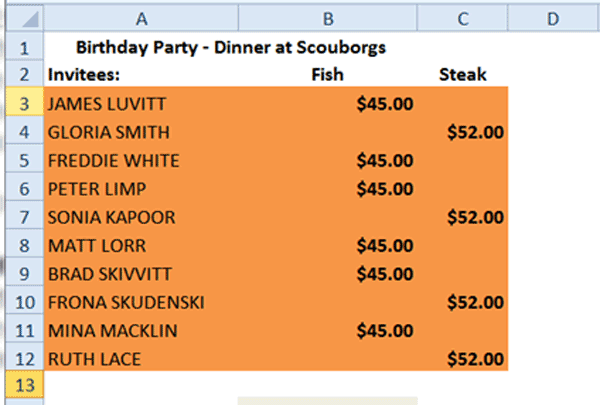 A B C D
1 Birthday Party - Dinner at Scouborgs
2 Invitees: Fish Steak
3 JAMES LUVITT $45.00
4 GLORIA SMITH $52.00
5 FREDDIE WHITE $45.00
6 PETER LIMP $45.00
7 SONIA KAPOOR $52.00
8 MATT LORR $45.00
9 BRAD SKIVVITT $45.00
10 FRONA SKUDENSKI $52.00
11 MINA MACKLIN $45.00
12 RUTH LACE $52.00
13